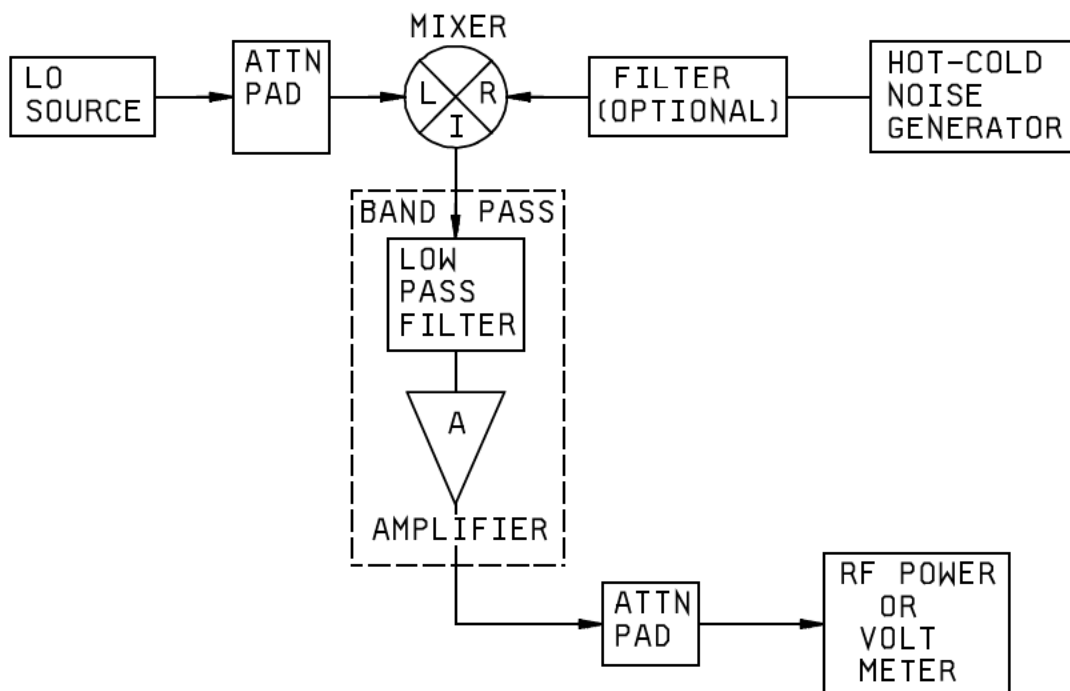 MIXER
LO
SOURCE
ATTN
PAD
L
R
I
FILTER
(OPTIONAL)
HOT-COLD
NOISE
GENERATOR
BAND PASS
LOW
PASS
FILTER
A
AMPLIFIER
ATTN
PAD
RF POWER
OR
VOLT
METER